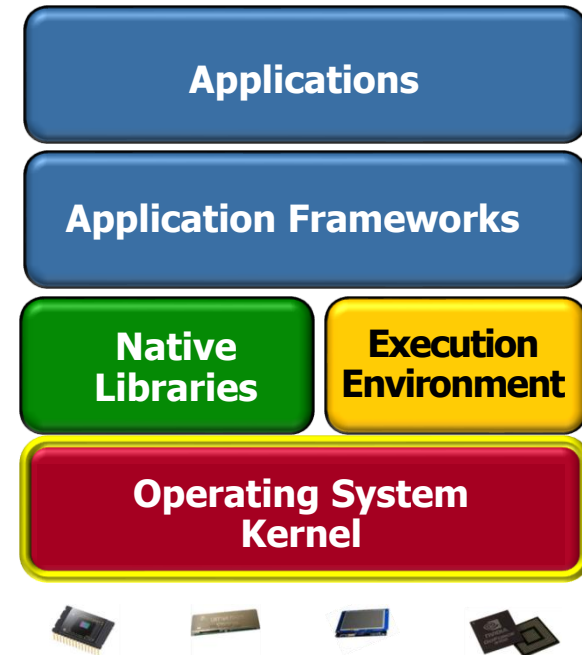 Applications
Application Frameworks
Native
Libraries
Execution
Environment
Operating System
Kernel